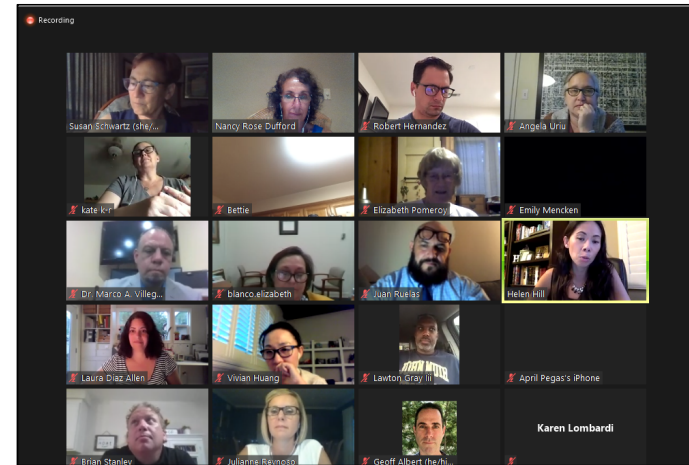 Recording
Susan Schwartz (she/...
Nancy Rose Dufford
Robert Hernandez
Angela Uriu
kate k-r
Bettie
Elizabeth Pomeroy
Emily Mencken
Dr. Marco A. Villeg...
blanco.elizabeth
Juan Ruelas
Helen Hill
Laura Diaz Allen
Vivian Huang
Lawton Gray Iii
April Pegas's iPhone
Brian Stanley
Julianne Reynoso
Geoff Albert (he/hi...
Karen Lombardi